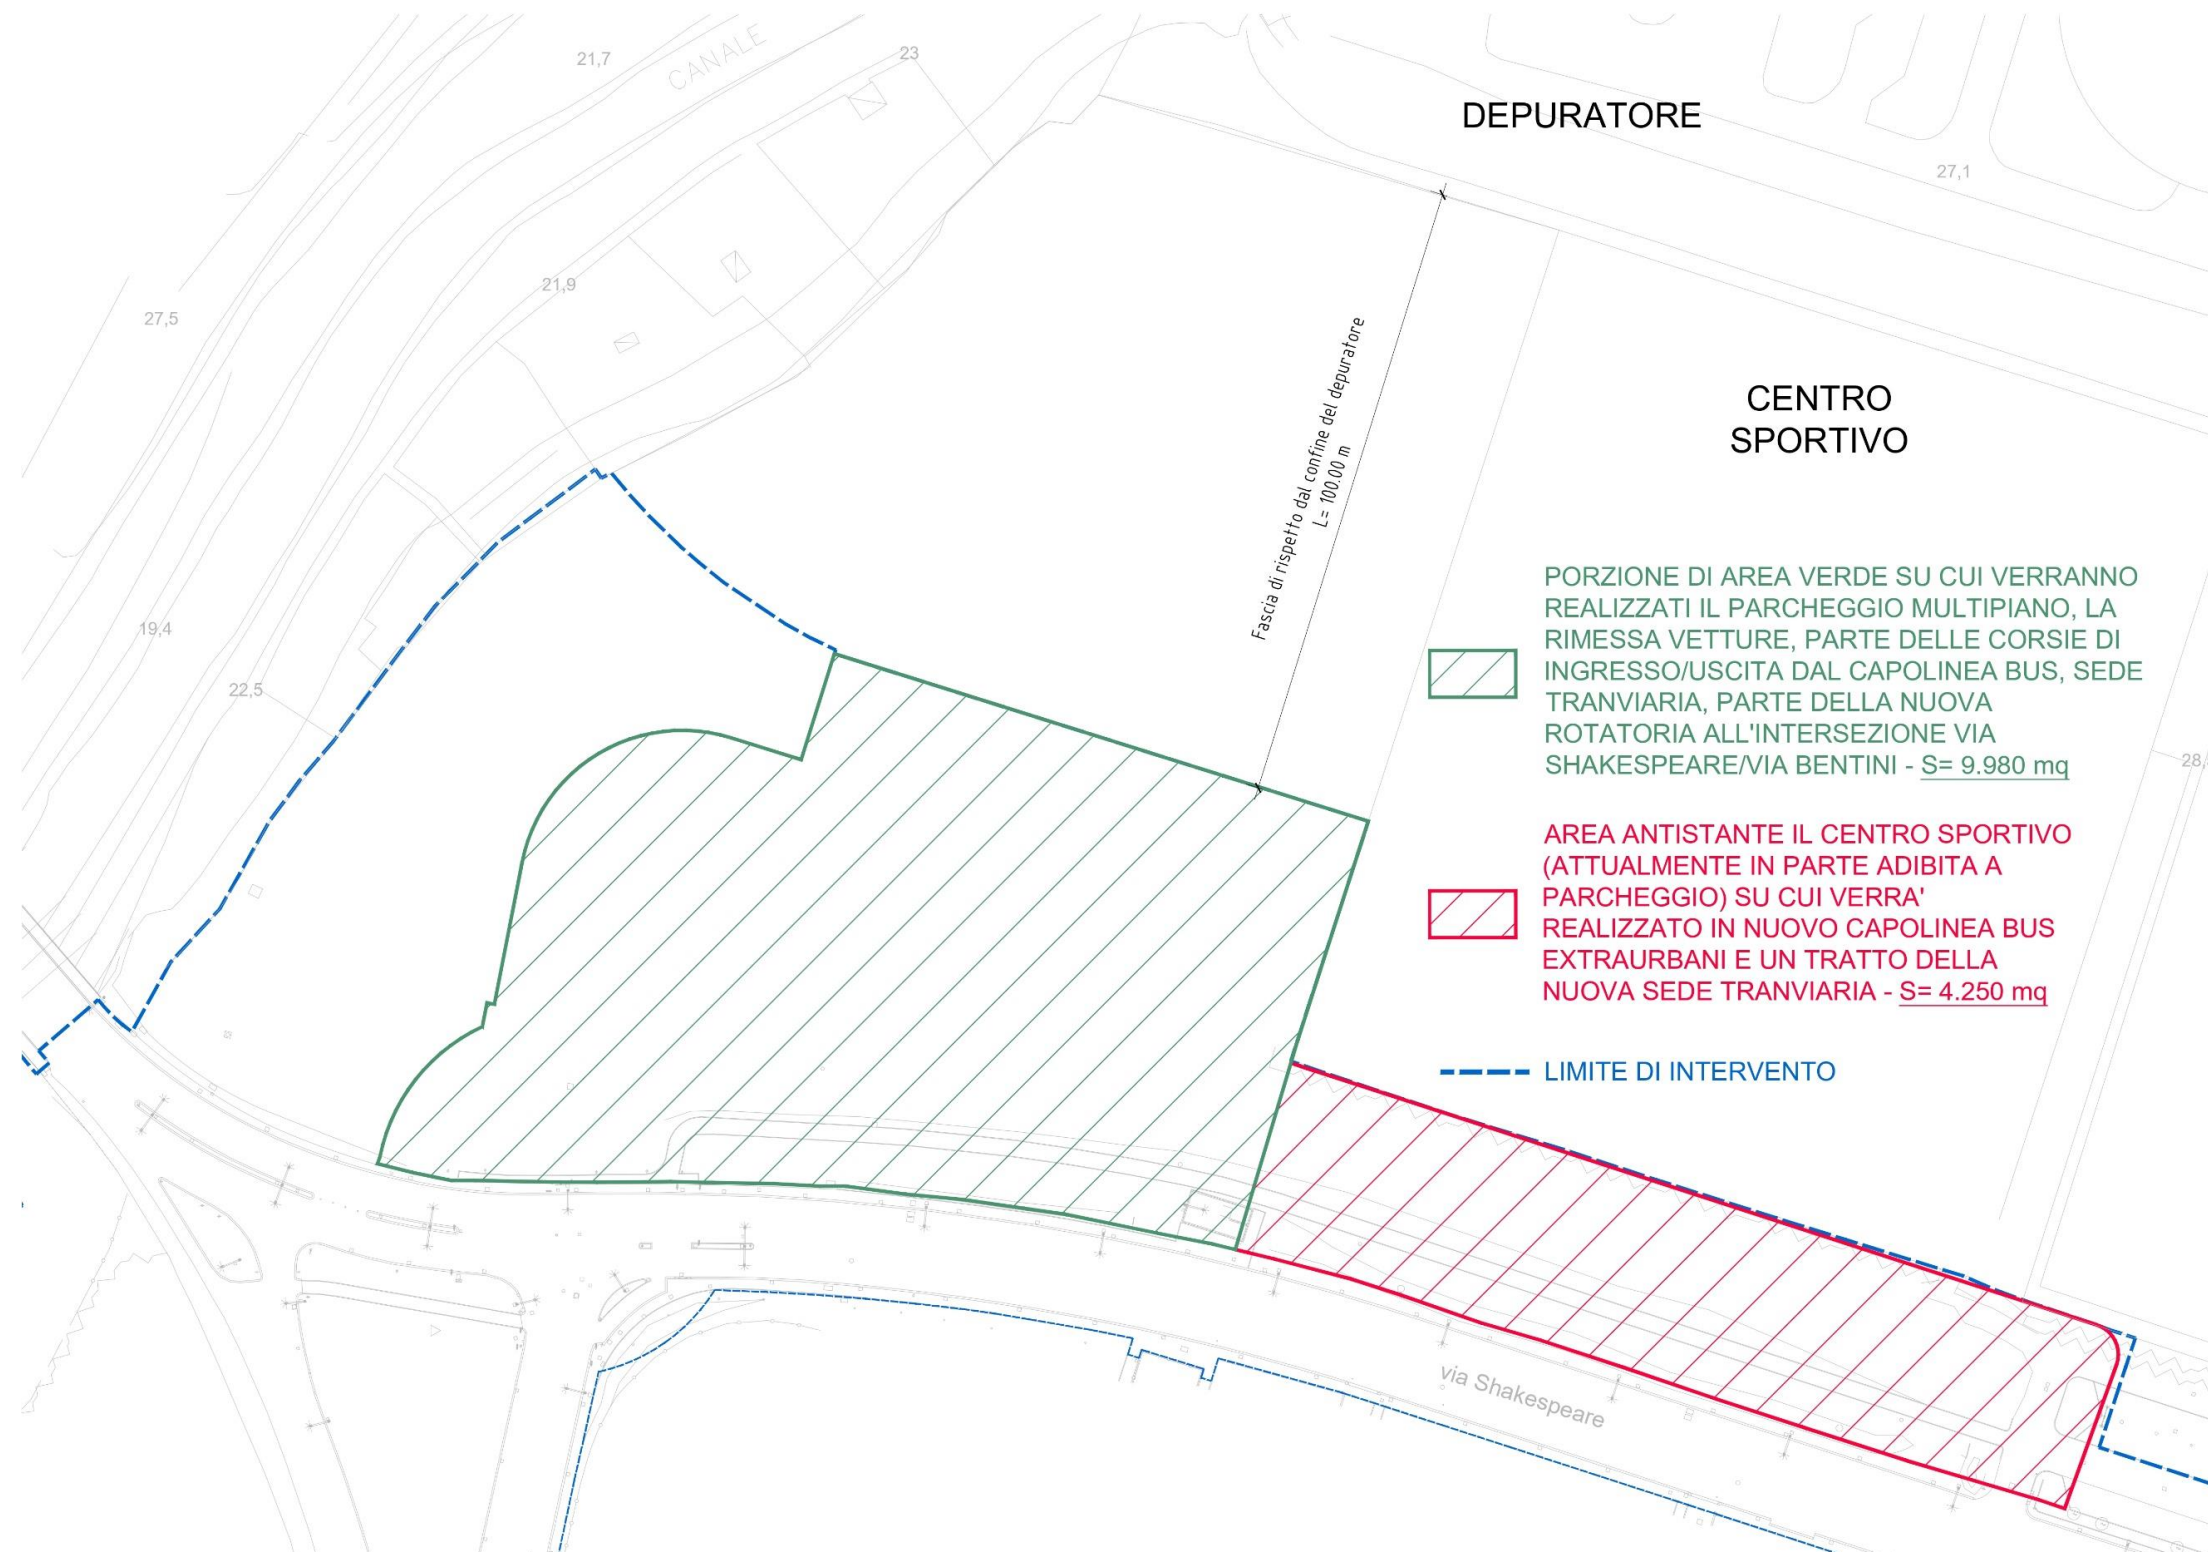 21,7
CANALE
23
DEPURATORE
27,1
21,9
27,5
Fascia di rispetto dal confine del depuratore
L= 100.00 m
CENTRO
SPORTIVO
PORZIONE DI AREA VERDE SU CUI VERRANNO
REALIZZATI IL PARCHEGGIO MULTIPIANO, LA
RIMESSA VETTURE, PARTE DELLE CORSIE DI
INGRESSO/USCITA DAL CAPOLINEA BUS, SEDE
TRANVIARIA, PARTE DELLA NUOVA
ROTATORIA ALL'INTERSEZIONE VIA
SHAKESPEARE/VIA BENTINI - S= 9.980 mq
19,4
22,5
28,
AREA ANTISTANTE IL CENTRO SPORTIVO
(ATTUALMENTE IN PARTE ADIBITA A
PARCHEGGIO) SU CUI VERRA'
REALIZZATO IN NUOVO CAPOLINEA BUS
EXTRAURBANI E UN TRATTO DELLA
NUOVA SEDE TRANVIARIA - S= 4.250 mq
LIMITE DI INTERVENTO
via Shakespeare